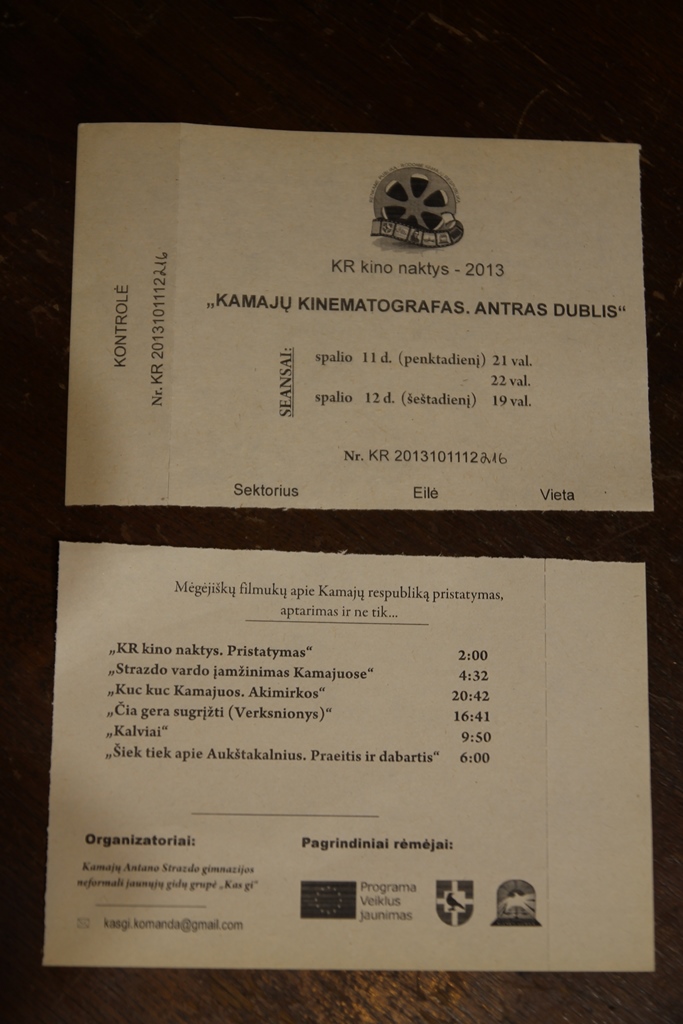 KONTROLĖ
Nr. KR 2013101112216
KR kino naktys - 2013
„KAMAJŲ KINEMATOGRAFAS. ANTRAS DUBLIS“
SEANSAI:
spalio 11 d. (penktadienį) 21 val.
22 val.
spalio 12 d. (šeštadienį) 19 val.
Nr. KR 2013101112216
Sektorius Eilė Vieta
Mėgėjiškų filmukų apie Kamajų respubliką pristatymas,
aptarimas ir ne tik...
„KR kino naktys. Pristatymas“ 2:00
„Strazdo vardo įamžinimas Kamajuose“ 4:32
„Kuc kuc Kamajuos. Akimirkos“ 20:42
„Čia gera sugrįžti (Verksnionys)“ 16:41
„Kalviai“ 9:50
„Šiek tiek apie Aukštakalnius. Praeitis ir dabartis“ 6:00
Organizatoriai:
Kamajų Antano Strazdo gimnazijos
neformali jaunųjų gidų grupė „Kas gi“
kasgi.komanda@gmail.com
Pagrindiniai rėmėjai:
Programa
Veiklus
jaunimas